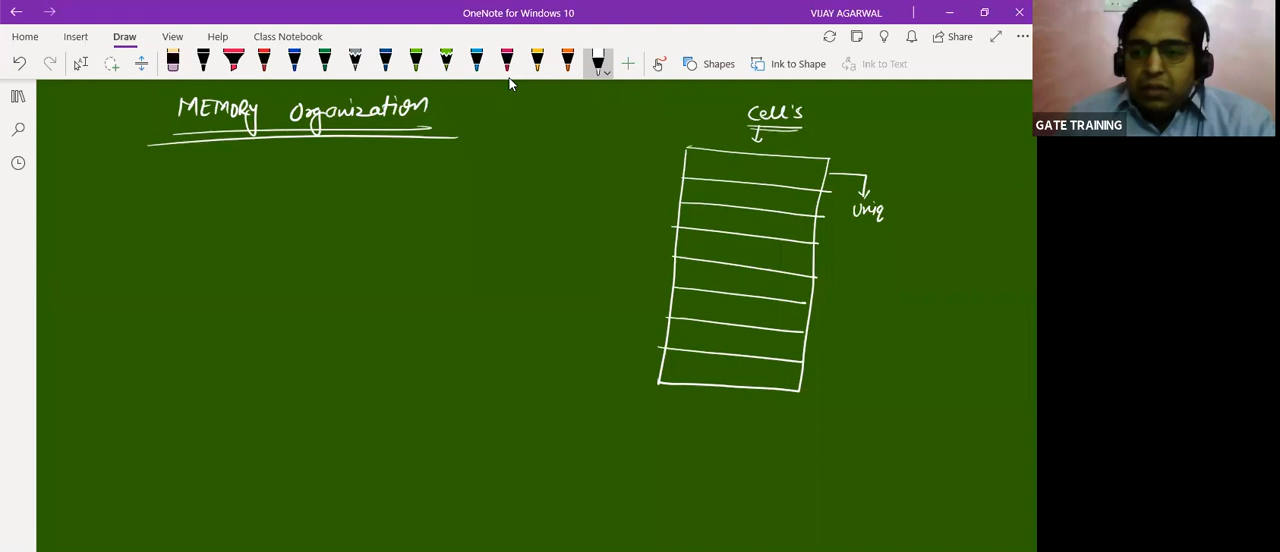 OneNote for Windows 10
VIJAY AGARWAL
Home Insert Draw View Help Class Notebook
Share
Shapes Ink to Shape Ink to Text
GATE TRAINING
MEMORY Organization
Cell's
Uniq